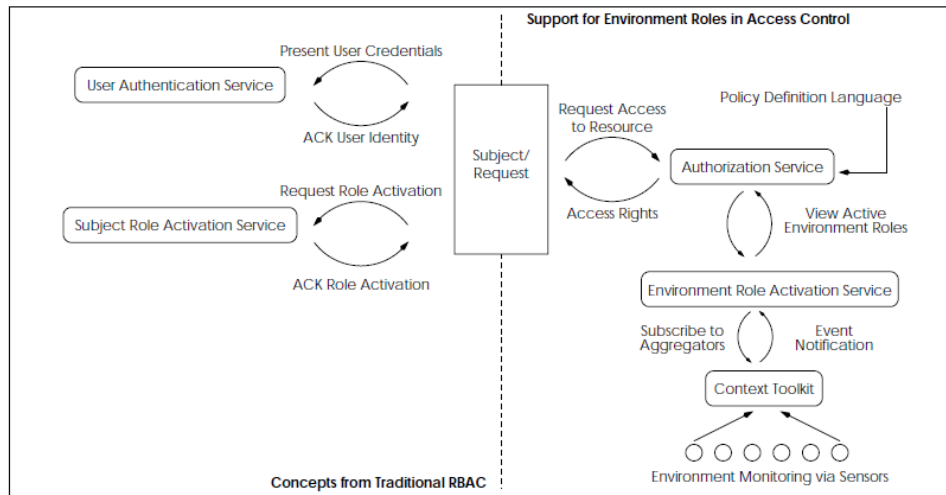 Support for Environment Roles in Access Control
Present User Credentials
User Authentication Service
ACK User Identity
Request Role Activation
Subject Role Activation Service
ACK Role Activation
Subject/
Request
Request Access
to Resource
Access Rights
Policy Definition Language
Authorization Service
View Active
Environment Roles
Environment Role Activation Service
Subscribe to
Aggregators
Event
Notification
Context Toolkit
Environment Monitoring via Sensors
Concepts from Traditional RBAC